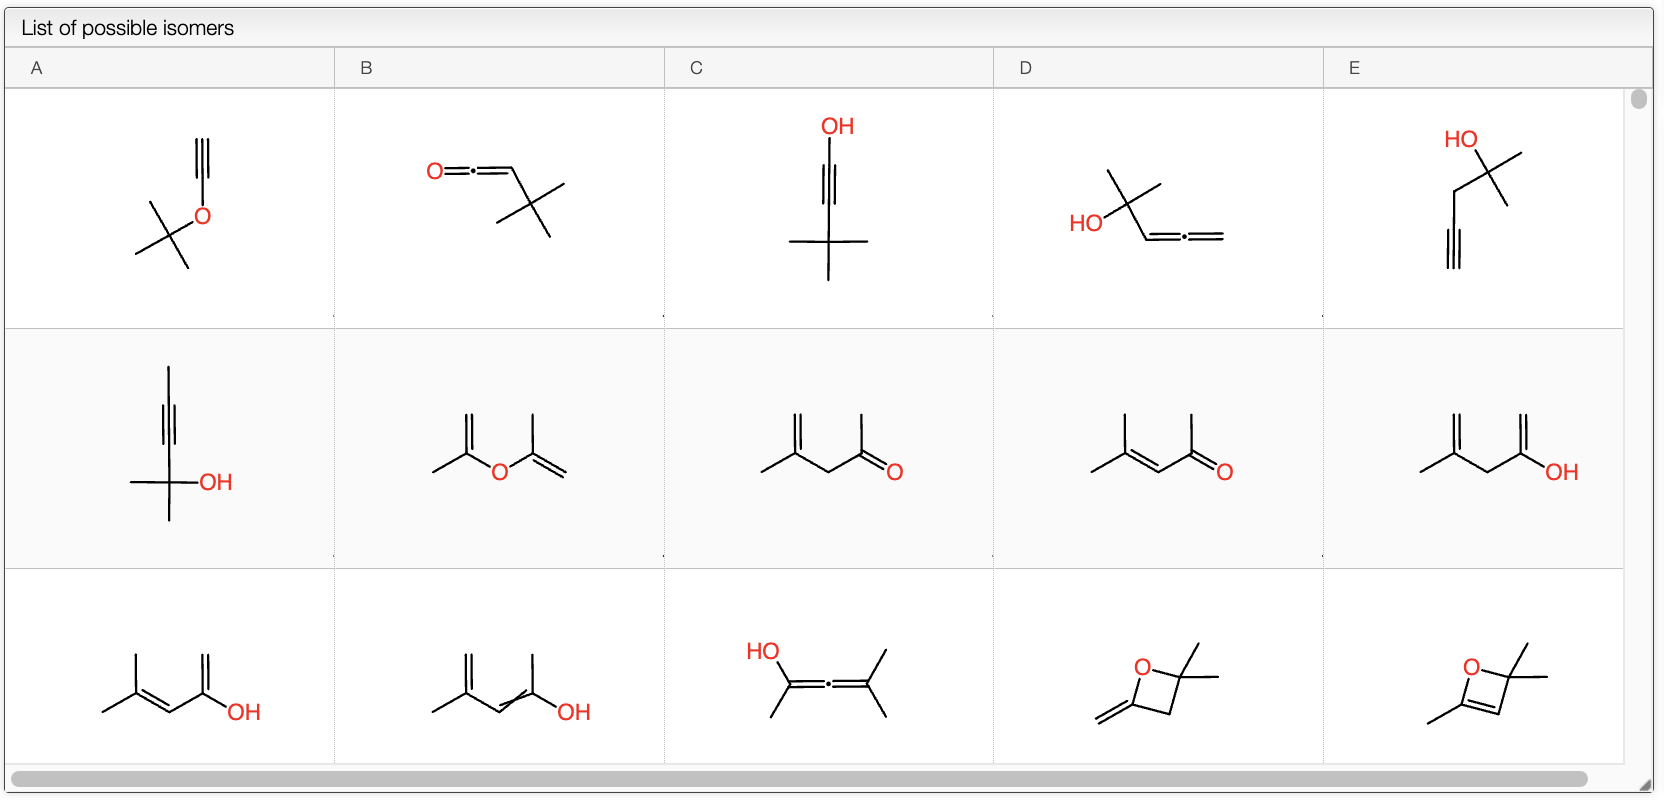 List of possible isomers
A B C D E
O O OH HO HO
OH O O O OH
OH OH HO O O